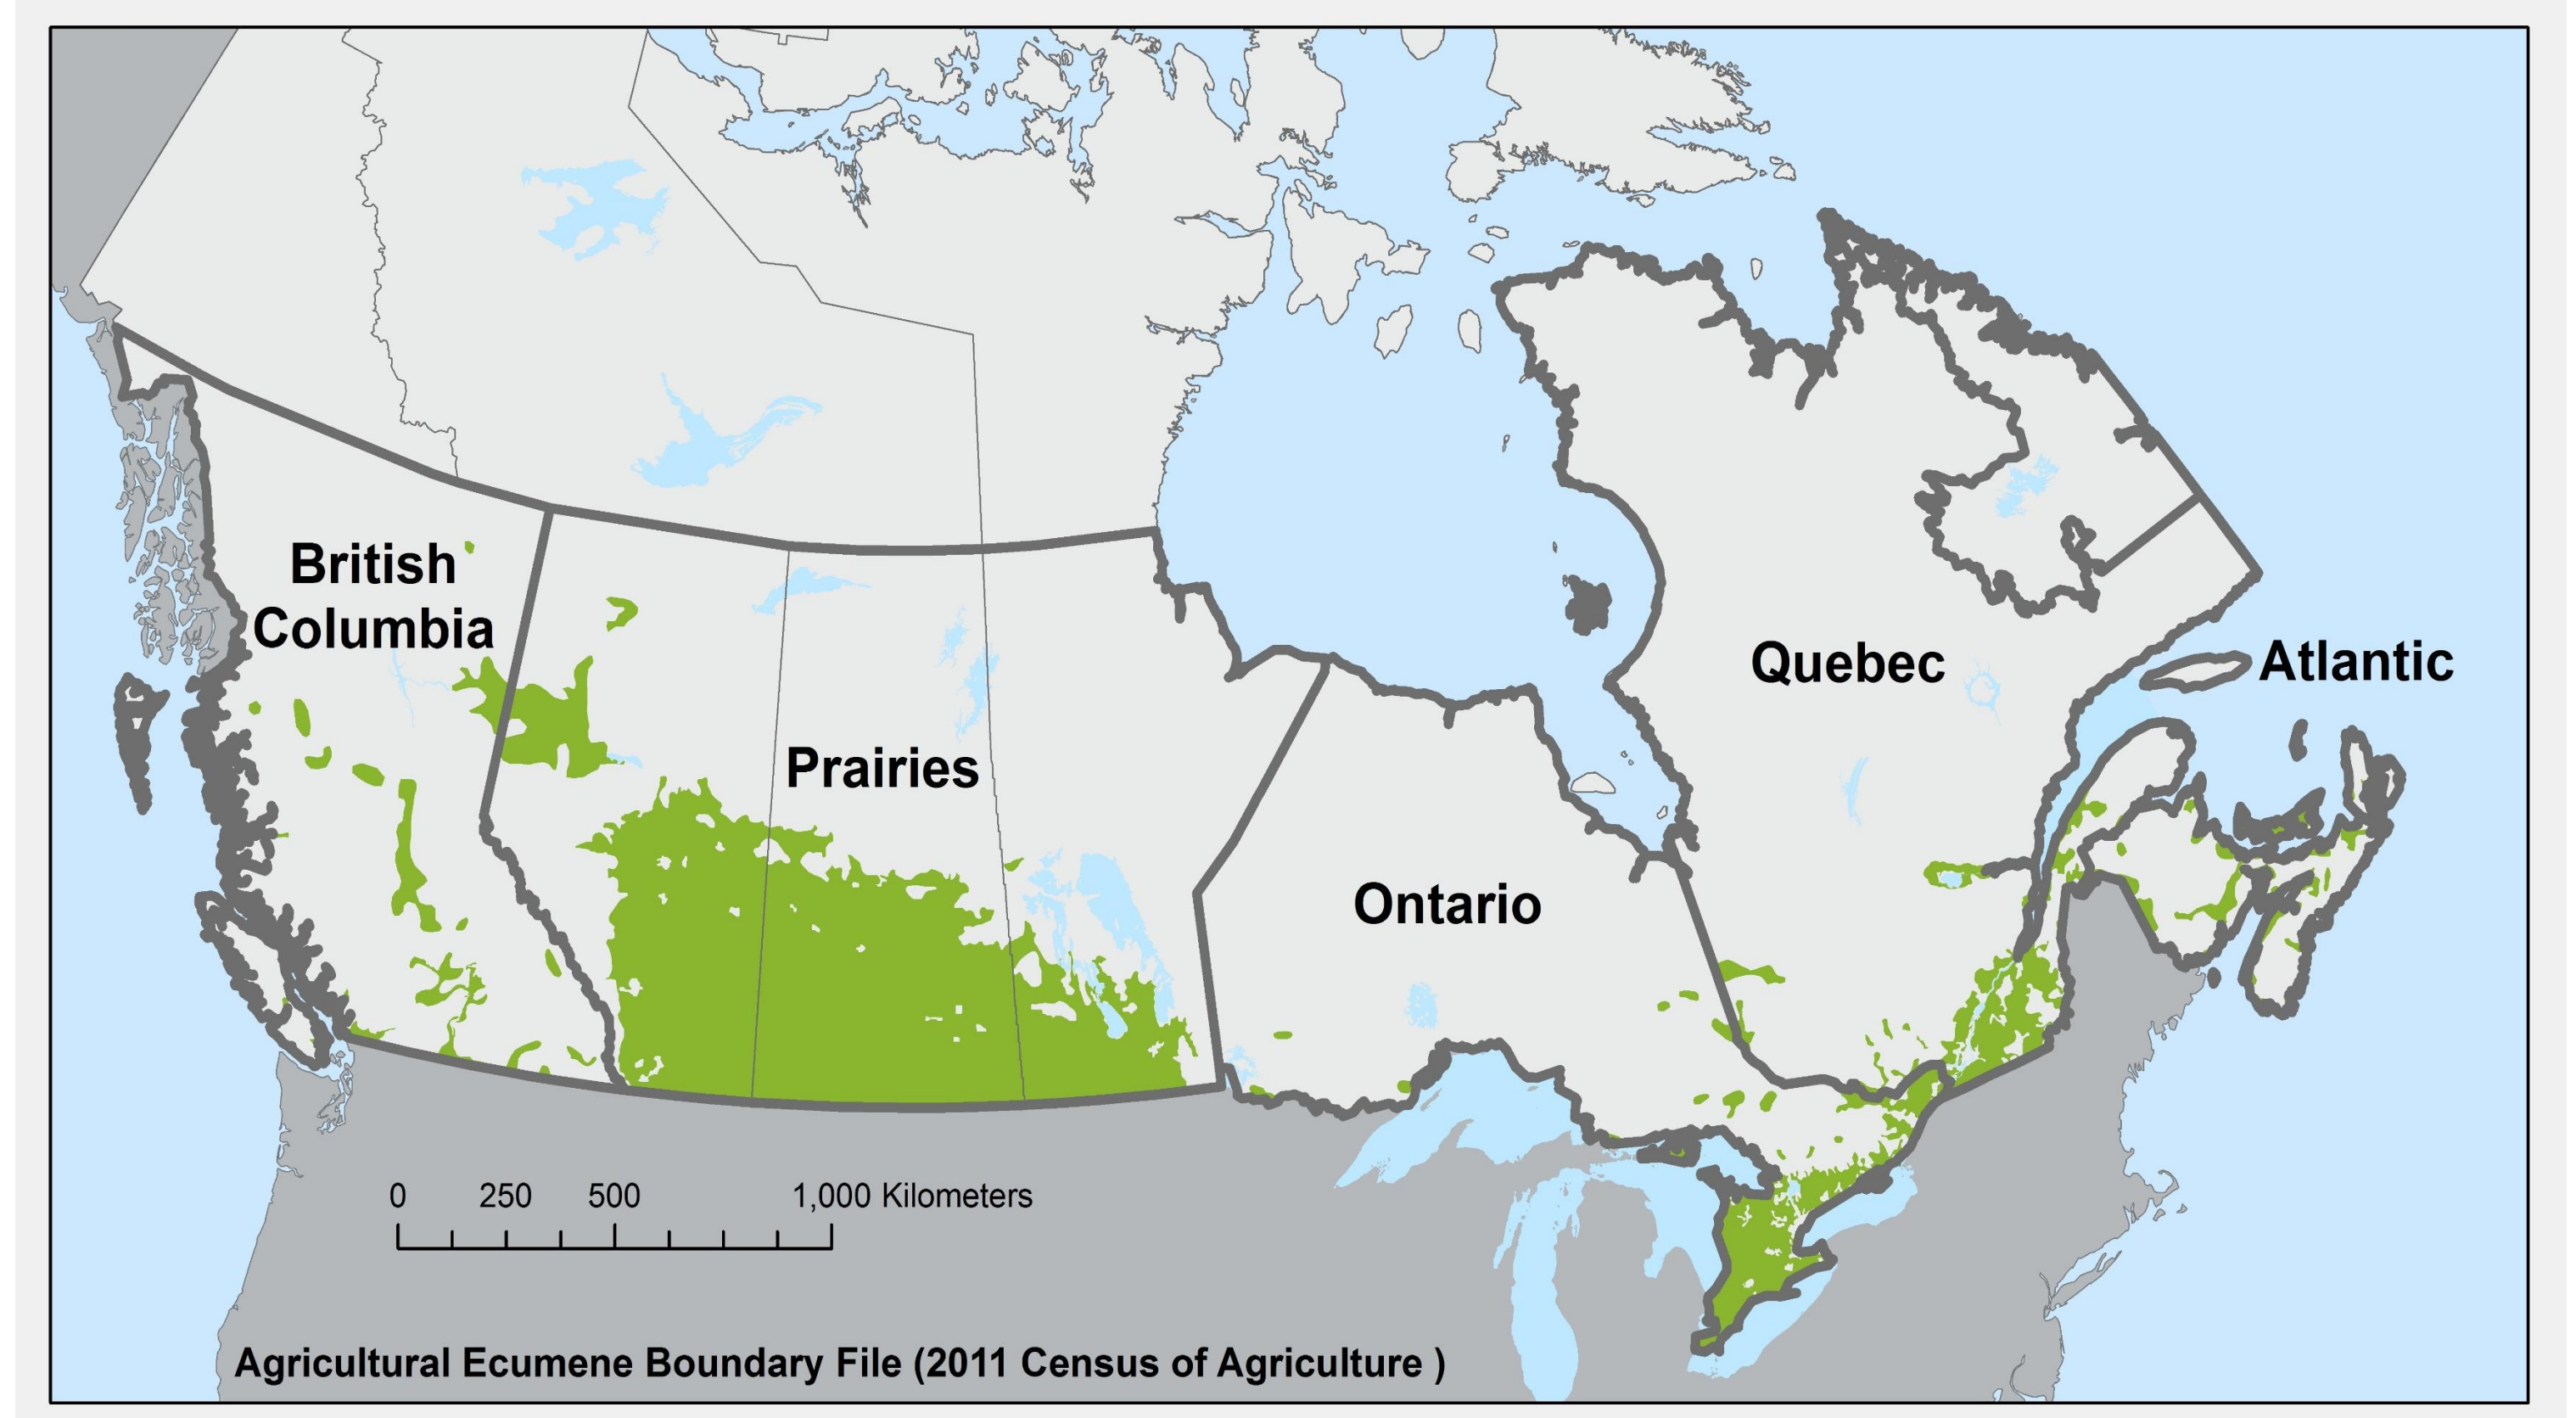 British
Columbia
Quebec
Atlantic
Prairies
Ontario
0 250 500 1,000 Kilometers
Agricultural Ecumene Boundary File (2011 Census of Agriculture )